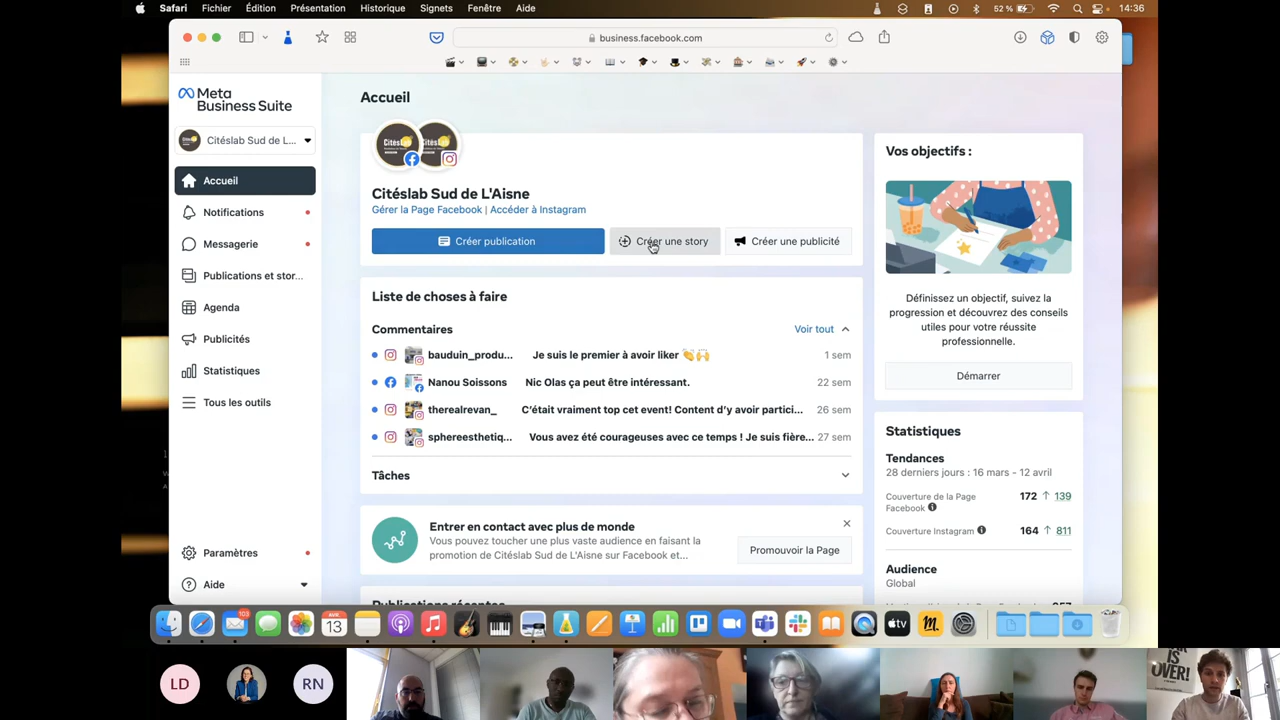 Safari Fichier Édition Présentation Historique Signets Fenêtre Aide 52 % 14:36
business.facebook.com
Meta
Business Suite
Citéslab Sud de L'...
Accueil
Notifications
Messagerie
Publications et stor...
Agenda
Publicités
Statistiques
Tous les outils
Paramètres
Aide
Accueil
Citéslab
Citéslab Sud de L'Aisne
Gérer la Page Facebook | Accéder à Instagram
Créer publication Créer une story Créer une publicité
Liste de choses à faire
Commentaires Voir tout
bauduin_produ... Je suis le premier à avoir liker 👏🙌 1 sem
Nanou Soissons Nic Olas ça peut être intéressant. 22 sem
therealrevan_ C'était vraiment top cet event! Content d'y avoir partici... 26 sem
sphereesthetiq... Vous avez été courageuses avec ce temps ! Je suis fière... 27 sem
Tâches
Entrer en contact avec plus de monde
Vous pouvez toucher une plus vaste audience en faisant la
promotion de Citéslab Sud de L'Aisne sur Facebook et...
Promouvoir la Page
Publications récentes
Vos objectifs :
Définissez un objectif, suivez la
progression et découvrez des conseils
utiles pour votre réussite
professionnelle.
Démarrer
Statistiques
Tendances
28 derniers jours : 16 mars - 12 avril
Couverture de la Page
Facebook 172 ↑ 139
Couverture Instagram 164 ↑ 811
Audience
Global
103
AVR.
13
tv
LD
RN
IS
OVER!